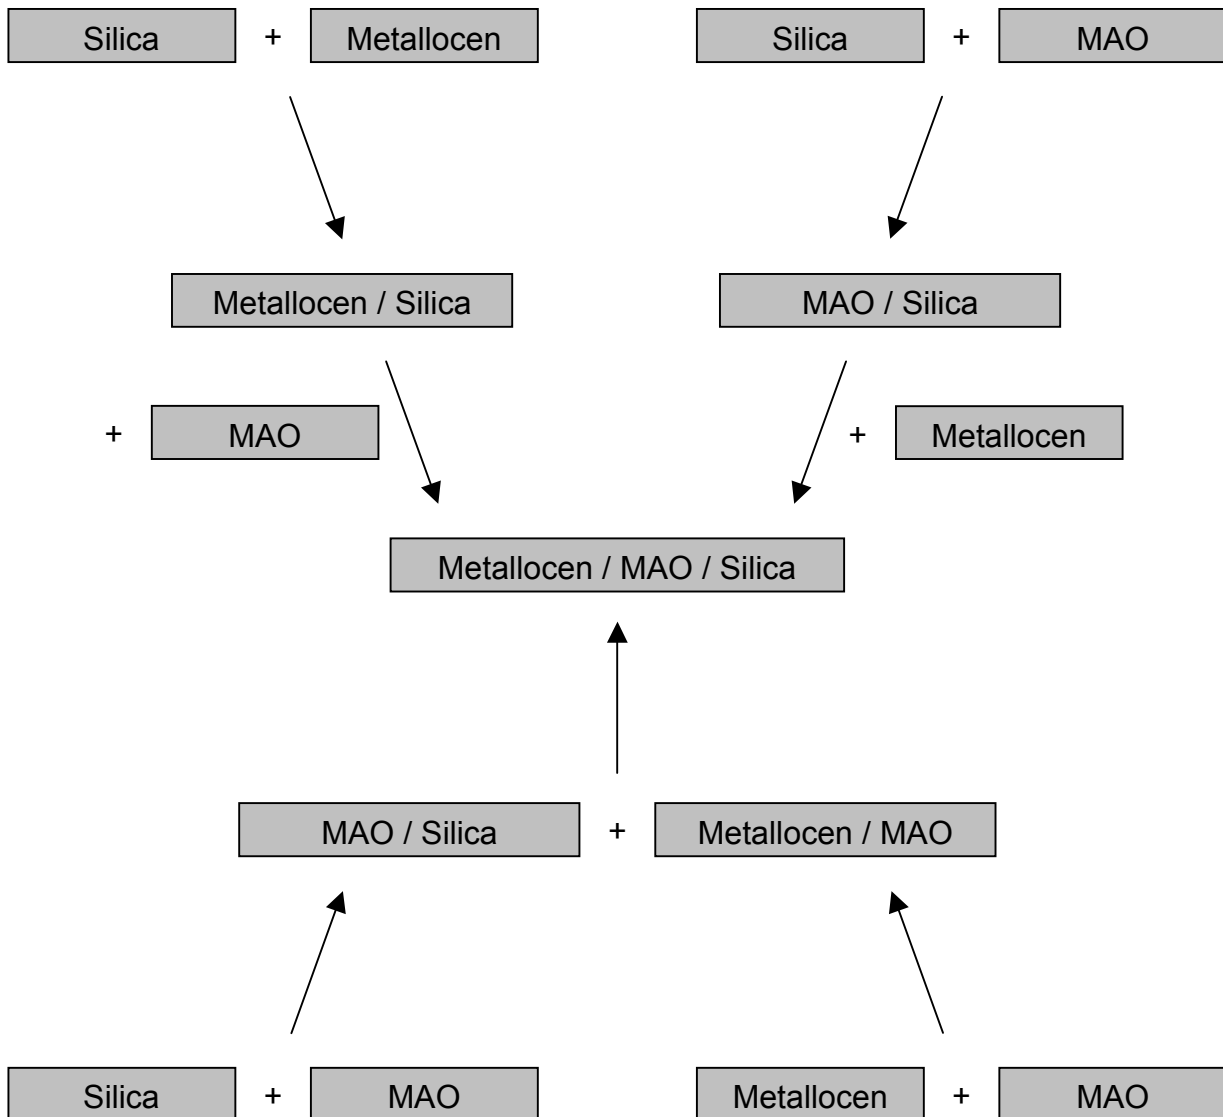 Silica + Metallocen Silica + MAO
Metallocen / Silica MAO / Silica
+ MAO + Metallocen
Metallocen / MAO / Silica
MAO / Silica + Metallocen / MAO
Silica + MAO Metallocen + MAO